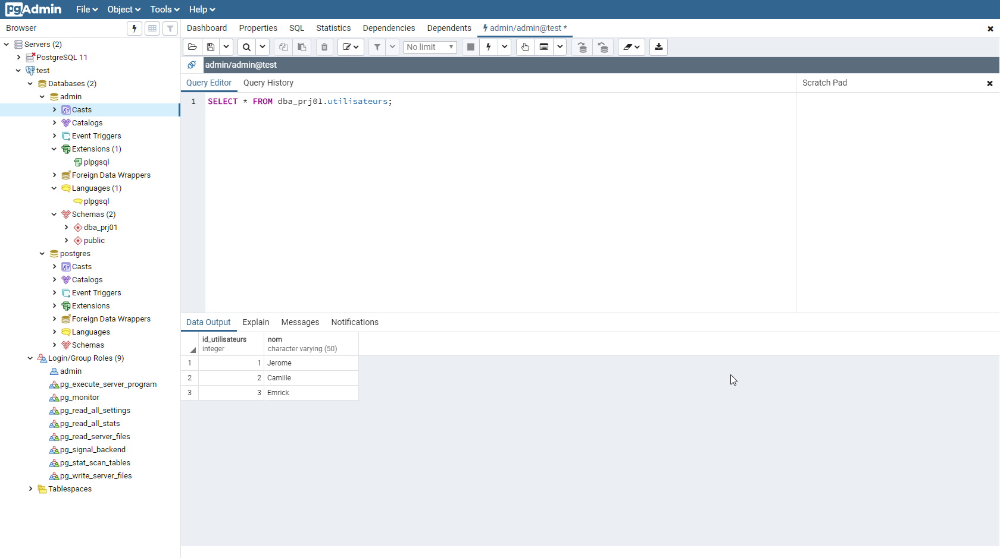 pgAdmin File Object Tools Help
Browser
Dashboard Properties SQL Statistics Dependencies Dependents admin/admin@test *
Servers (2)
PostgreSQL 11
test
Databases (2)
admin
Casts
Catalogs
Event Triggers
Extensions (1)
plpgsql
Foreign Data Wrappers
Languages (1)
plpgsql
Schemas (2)
dba_prj01
public
postgres
Casts
Catalogs
Event Triggers
Extensions
Foreign Data Wrappers
Languages
Schemas
Login/Group Roles (9)
admin
pg_execute_server_program
pg_monitor
pg_read_all_settings
pg_read_all_stats
pg_read_server_files
pg_signal_backend
pg_stat_scan_tables
pg_write_server_files
Tablespaces
No limit
admin/admin@test
Query Editor Query History
Scratch Pad
1 SELECT * FROM dba_prj01.utilisateurs;
Data Output Explain Messages Notifications
id_utilisateurs nom
integer character varying (50)
1 1 Jerome
2 2 Camille
3 3 Emrick